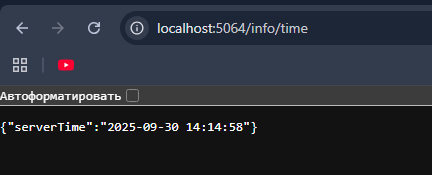 localhost:5064/info/time
Автоформатировать
{"serverTime":"2025-09-30 14:14:58"}